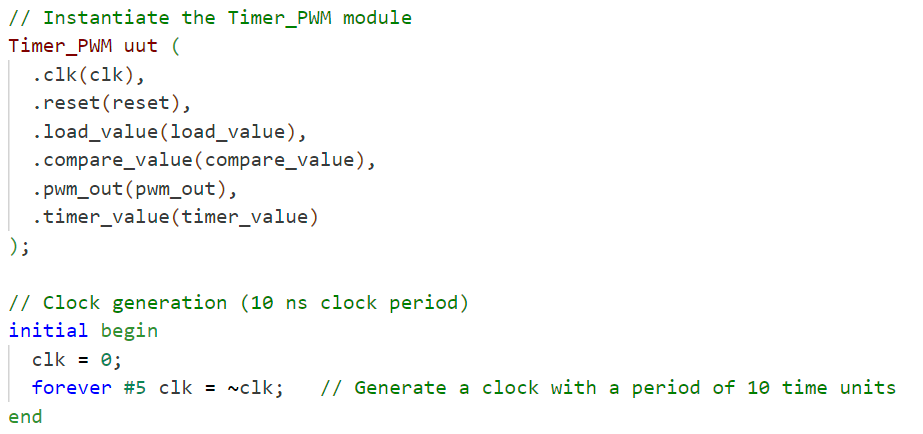 // Instantiate the Timer_PWM module
Timer_PWM uut (
  .clk(clk),
  .reset(reset),
  .load_value(load_value),
  .compare_value(compare_value),
  .pwm_out(pwm_out),
  .timer_value(timer_value)
);

// Clock generation (10 ns clock period)
initial begin
  clk = 0;
  forever #5 clk = ~clk;   // Generate a clock with a period of 10 time units
end